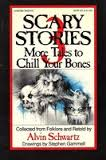 SCARY
STORIES
3
More Tales to
Chill Your Bones
Collected from Folklore and Retold by
Alvin Schwartz
Drawings by Stephen Gammell